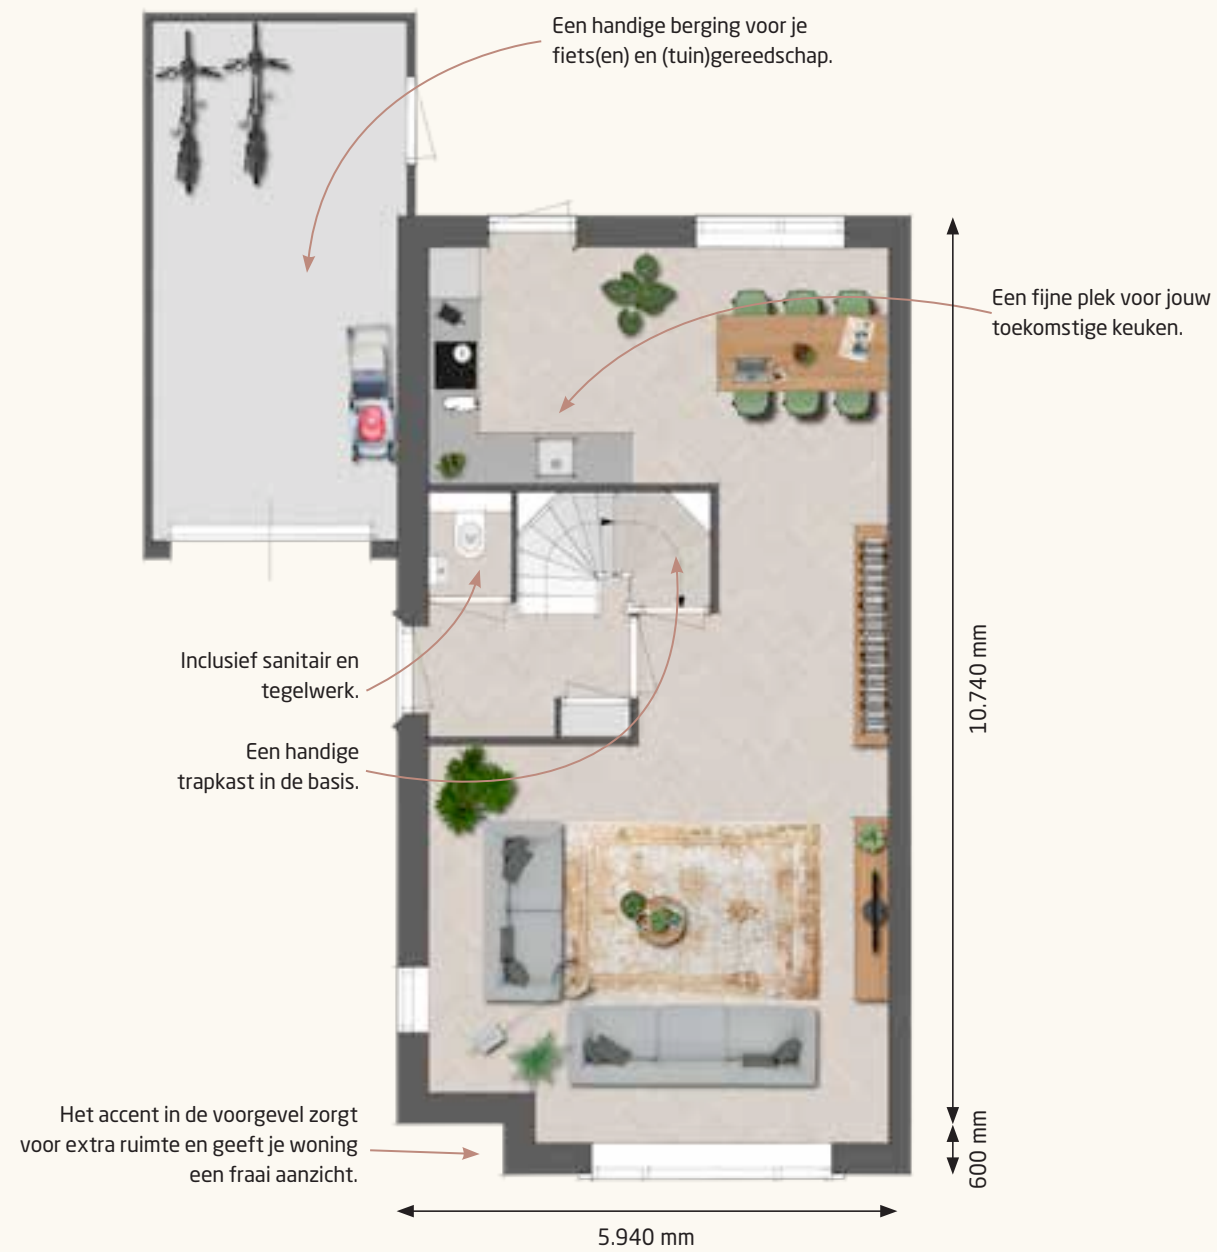 Een handige berging voor je
fiets(en) en (tuin)gereedschap.
Een fijne plek voor jouw
toekomstige keuken.
Inclusief sanitair en
tegelwerk.
Een handige
trapkast in de basis.
10.740 mm
Het accent in de voorgevel zorgt
voor extra ruimte en geeft je woning
een fraai aanzicht.
600 mm
5.940 mm